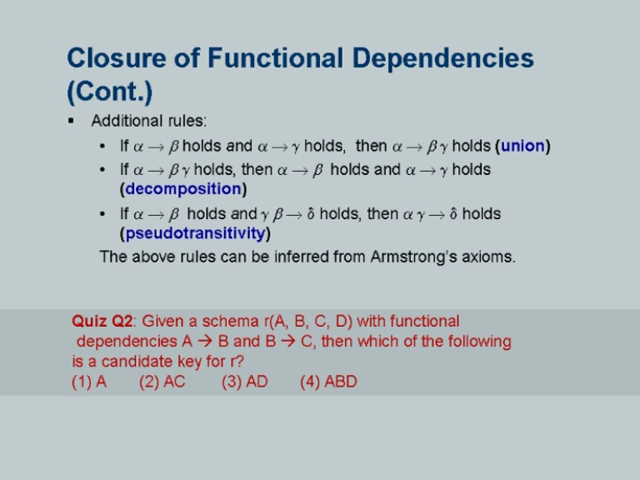 Closure of Functional Dependencies
(Cont.)
▪ Additional rules:
• If α → β holds and α → γ holds, then α → β γ holds (union)
• If α → β γ holds, then α → β holds and α → γ holds
(decomposition)
• If α → β holds and γ β → δ holds, then α γ → δ holds
(pseudotransitivity)
The above rules can be inferred from Armstrong's axioms.
Quiz Q2: Given a schema r(A, B, C, D) with functional
dependencies A → B and B → C, then which of the following
is a candidate key for r?
(1) A (2) AC (3) AD (4) ABD